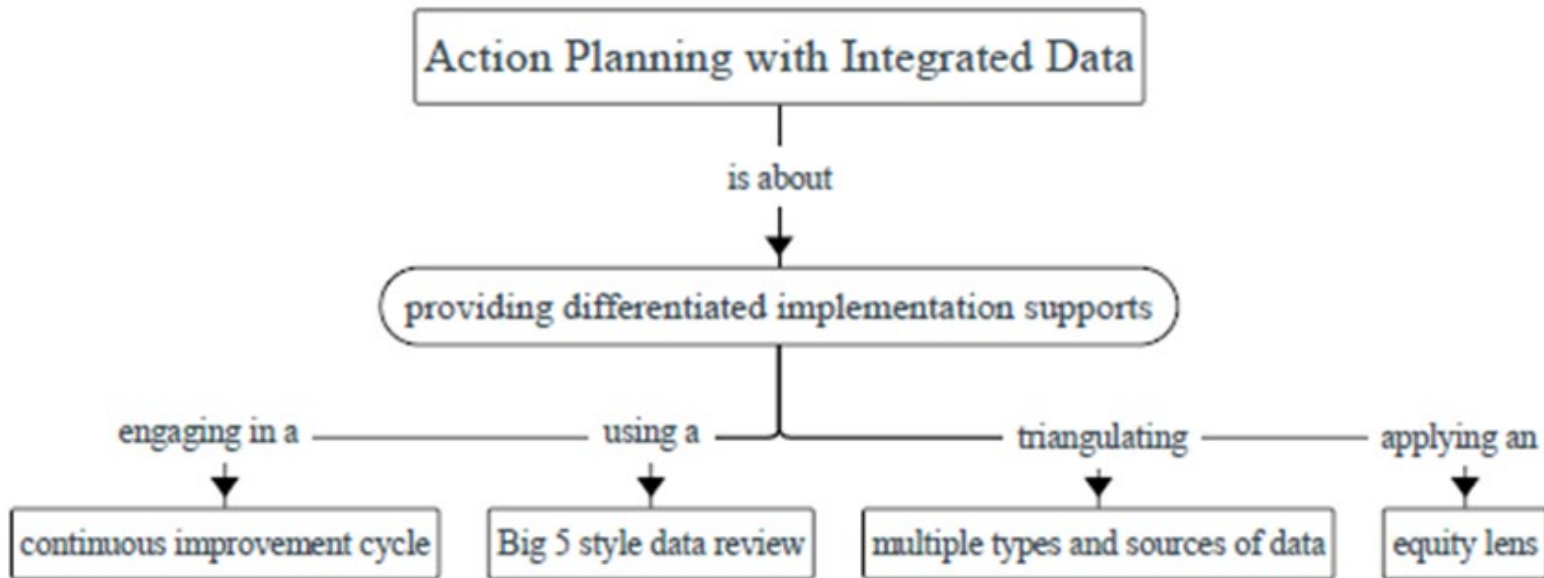 Action Planning with Integrated Data
is about
providing differentiated implementation supports
engaging in a using a triangulating applying an
continuous improvement cycle Big 5 style data review multiple types and sources of data equity lens